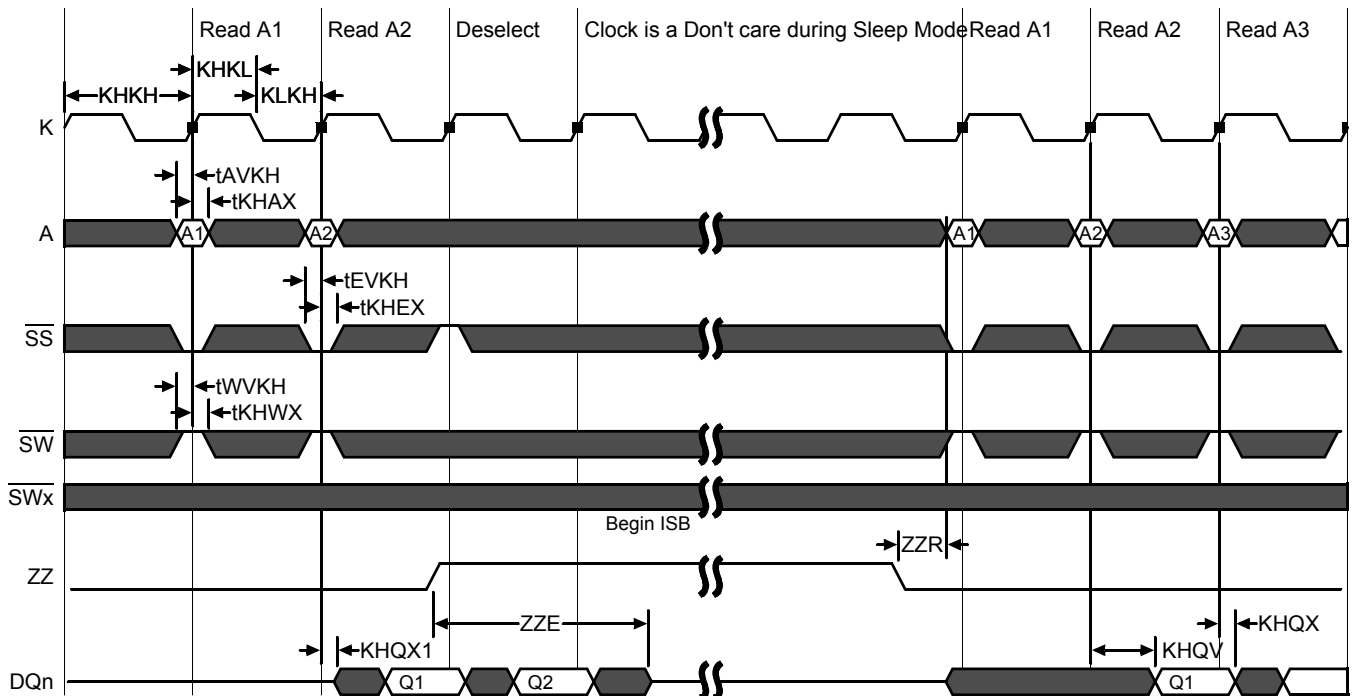 Read A1 Read A2 Deselect Clock is a Don't care during Sleep Mode Read A1 Read A2 Read A3
KHKL
KHKH KLKH
K
tAVKH
tKHAX
A A1 A2 A1 A2 A3
tEVKH
tKHEX
SS
tWVKH
tKHWX
SW
SWx
Begin ISB
ZZR
ZZ
ZZE
KHQX1 KHQV KHQX
DQn Q1 Q2 Q1